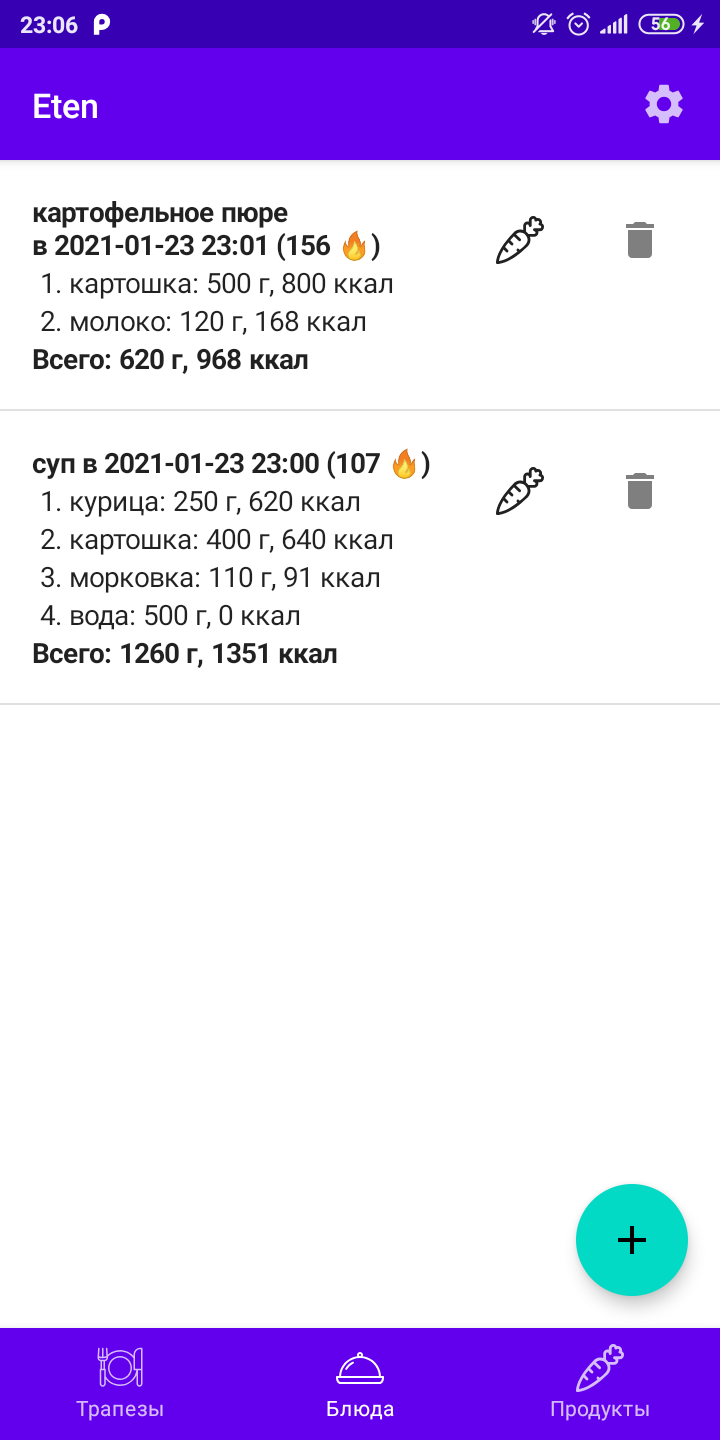 23:06
56
Eten
картофельное пюре
в 2021-01-23 23:01 (156 🔥)
1. картошка: 500 г, 800 ккал
2. молоко: 120 г, 168 ккал
Всего: 620 г, 968 ккал
суп в 2021-01-23 23:00 (107 🔥)
1. курица: 250 г, 620 ккал
2. картошка: 400 г, 640 ккал
3. морковка: 110 г, 91 ккал
4. вода: 500 г, 0 ккал
Всего: 1260 г, 1351 ккал
Трапезы
Блюда
Продукты